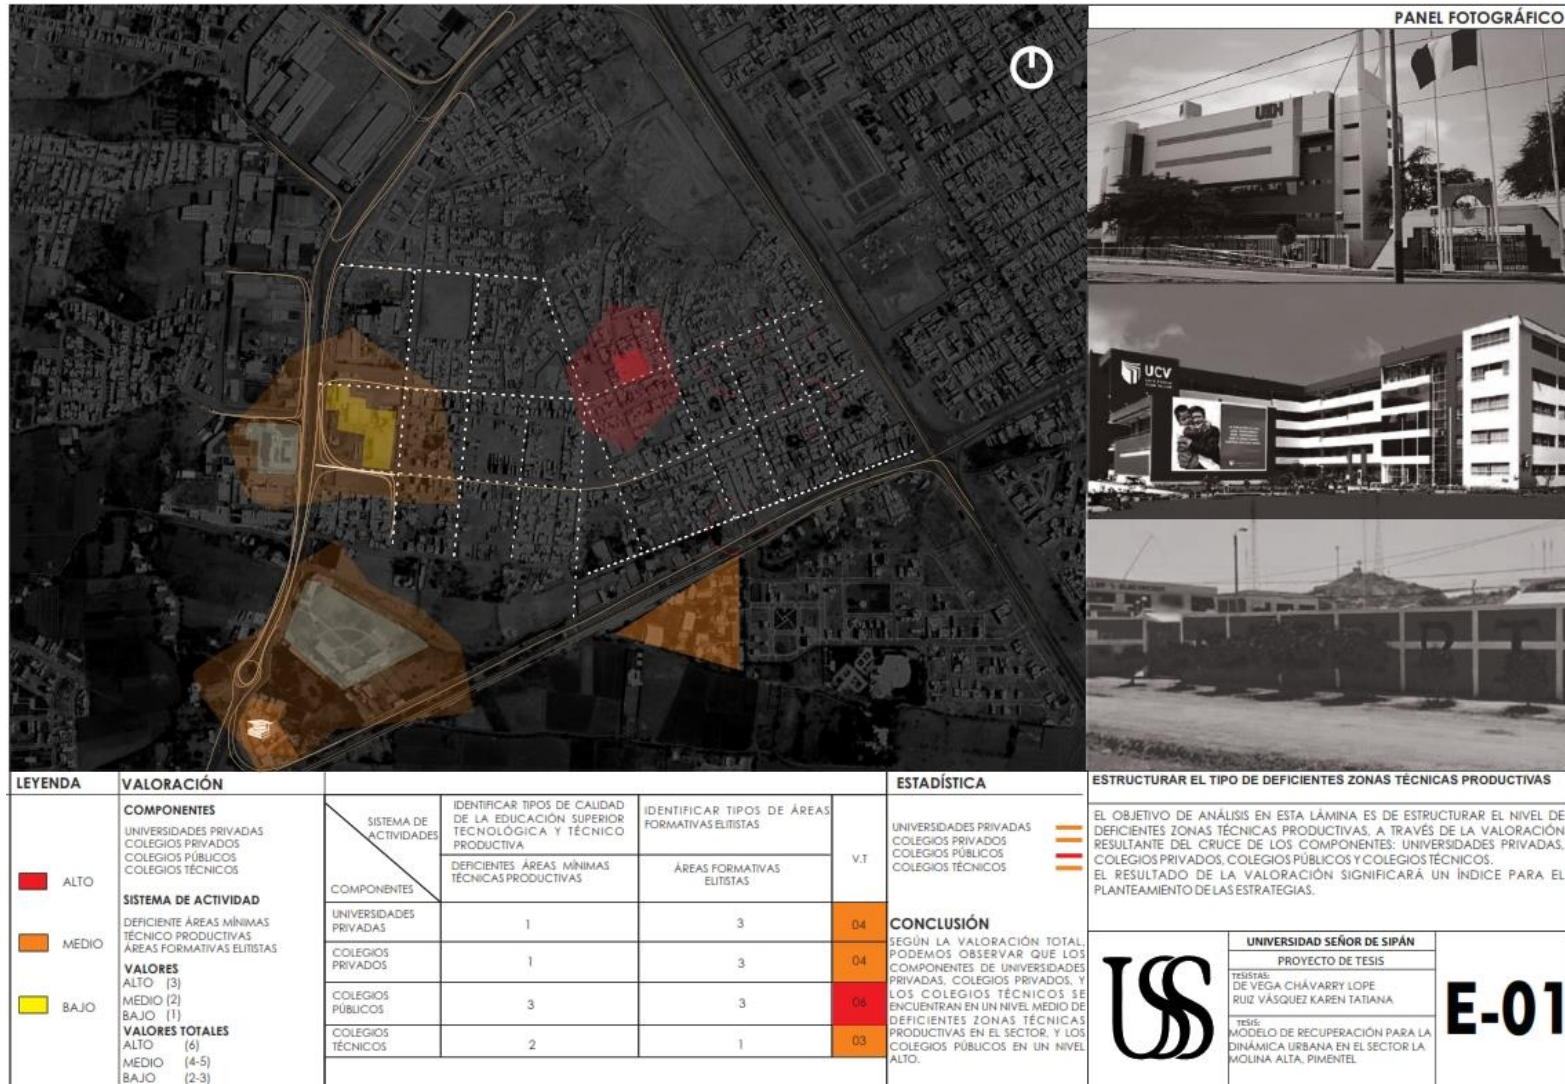 PANEL FOTOGRÁFICO
UCV
LEYENDA
ALTO
MEDIO
BAJO
VALORACIÓN
COMPONENTES
UNIVERSIDADES PRIVADAS
COLEGIOS PRIVADOS
COLEGIOS PÚBLICOS
COLEGIOS TÉCNICOS
SISTEMA DE ACTIVIDAD
DEFICIENTE ÁREAS MÍNIMAS
TÉCNICO PRODUCTIVAS
ÁREAS FORMATIVAS ELITISTAS
VALORES
ALTO (3)
MEDIO (2)
BAJO (1)
VALORES TOTALES
ALTO (6)
MEDIO (4-5)
BAJO (2-3)
SISTEMA DE
ACTIVIDADES
COMPONENTES
IDENTIFICAR TIPOS DE CALIDAD
DE LA EDUCACIÓN SUPERIOR
TECNOLÓGICA Y TÉCNICO
PRODUCTIVA
IDENTIFICAR TIPOS DE ÁREAS
FORMATIVAS ELITISTAS
V.T
DEFICIENTES ÁREAS MÍNIMAS
TÉCNICAS PRODUCTIVAS
ÁREAS FORMATIVAS
ELITISTAS
UNIVERSIDADES
PRIVADAS
1 3 04
COLEGIOS
PRIVADOS
1 3 04
COLEGIOS
PÚBLICOS
3 3 06
COLEGIOS
TÉCNICOS
2 1 03
ESTADÍSTICA
UNIVERSIDADES PRIVADAS
COLEGIOS PRIVADOS
COLEGIOS PÚBLICOS
COLEGIOS TÉCNICOS
CONCLUSIÓN
SEGÚN LA VALORACIÓN TOTAL,
PODEMOS OBSERVAR QUE LOS
COMPONENTES DE UNIVERSIDADES
PRIVADAS, COLEGIOS PRIVADOS, Y
LOS COLEGIOS TÉCNICOS SE
ENCUENTRAN EN UN NIVEL MEDIO DE
DEFICIENTES ZONAS TÉCNICAS
PRODUCTIVAS EN EL SECTOR, Y LOS
COLEGIOS PÚBLICOS EN UN NIVEL
ALTO.
ESTRUCTURAR EL TIPO DE DEFICIENTES ZONAS TÉCNICAS PRODUCTIVAS
EL OBJETIVO DE ANÁLISIS EN ESTA LÁMINA ES DE ESTRUCTURAR EL NIVEL DE
DEFICIENTES ZONAS TÉCNICAS PRODUCTIVAS, A TRAVÉS DE LA VALORACIÓN
RESULTANTE DEL CRUCE DE LOS COMPONENTES: UNIVERSIDADES PRIVADAS,
COLEGIOS PRIVADOS, COLEGIOS PÚBLICOS Y COLEGIOS TÉCNICOS.
EL RESULTADO DE LA VALORACIÓN SIGNIFICARÁ UN ÍNDICE PARA EL
PLANTEAMIENTO DE LAS ESTRATEGIAS.
USS
UNIVERSIDAD SEÑOR DE SIPÁN
PROYECTO DE TESIS
TESISTAS:
DE VEGA CHÁVARRY LOPE
RUIZ VÁSQUEZ KAREN TATIANA
TESIS:
MODELO DE RECUPERACIÓN PARA LA
DINÁMICA URBANA EN EL SECTOR LA
MOLINA ALTA, PIMENTEL
E-01